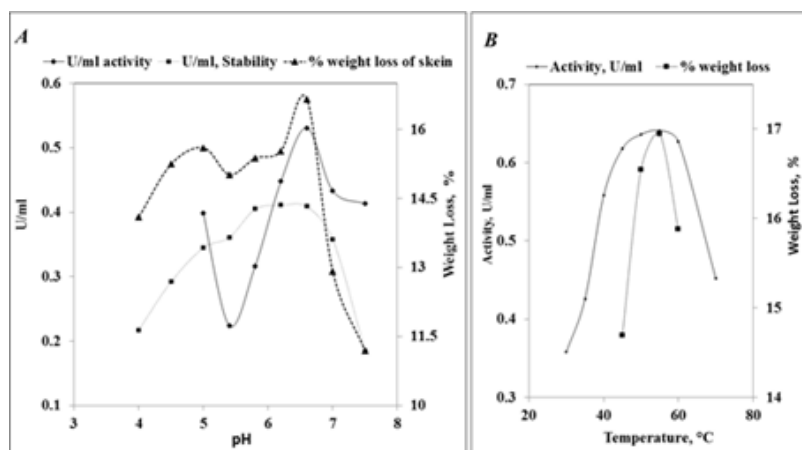 A
U/ml activity U/ml, Stability % weight loss of skein
0.6
0.5
0.4
0.3
0.2
0.1
U/ml
16
14.5
13
11.5
10
Weight Loss, %
3 4 5 6 7 8
pH
B
Activity, U/ml % weight loss
0.7
0.6
0.5
0.4
0.3
Activity, U/ml
17
16
15
14
Weight Loss, %
20 40 60 80
Temperature, °C